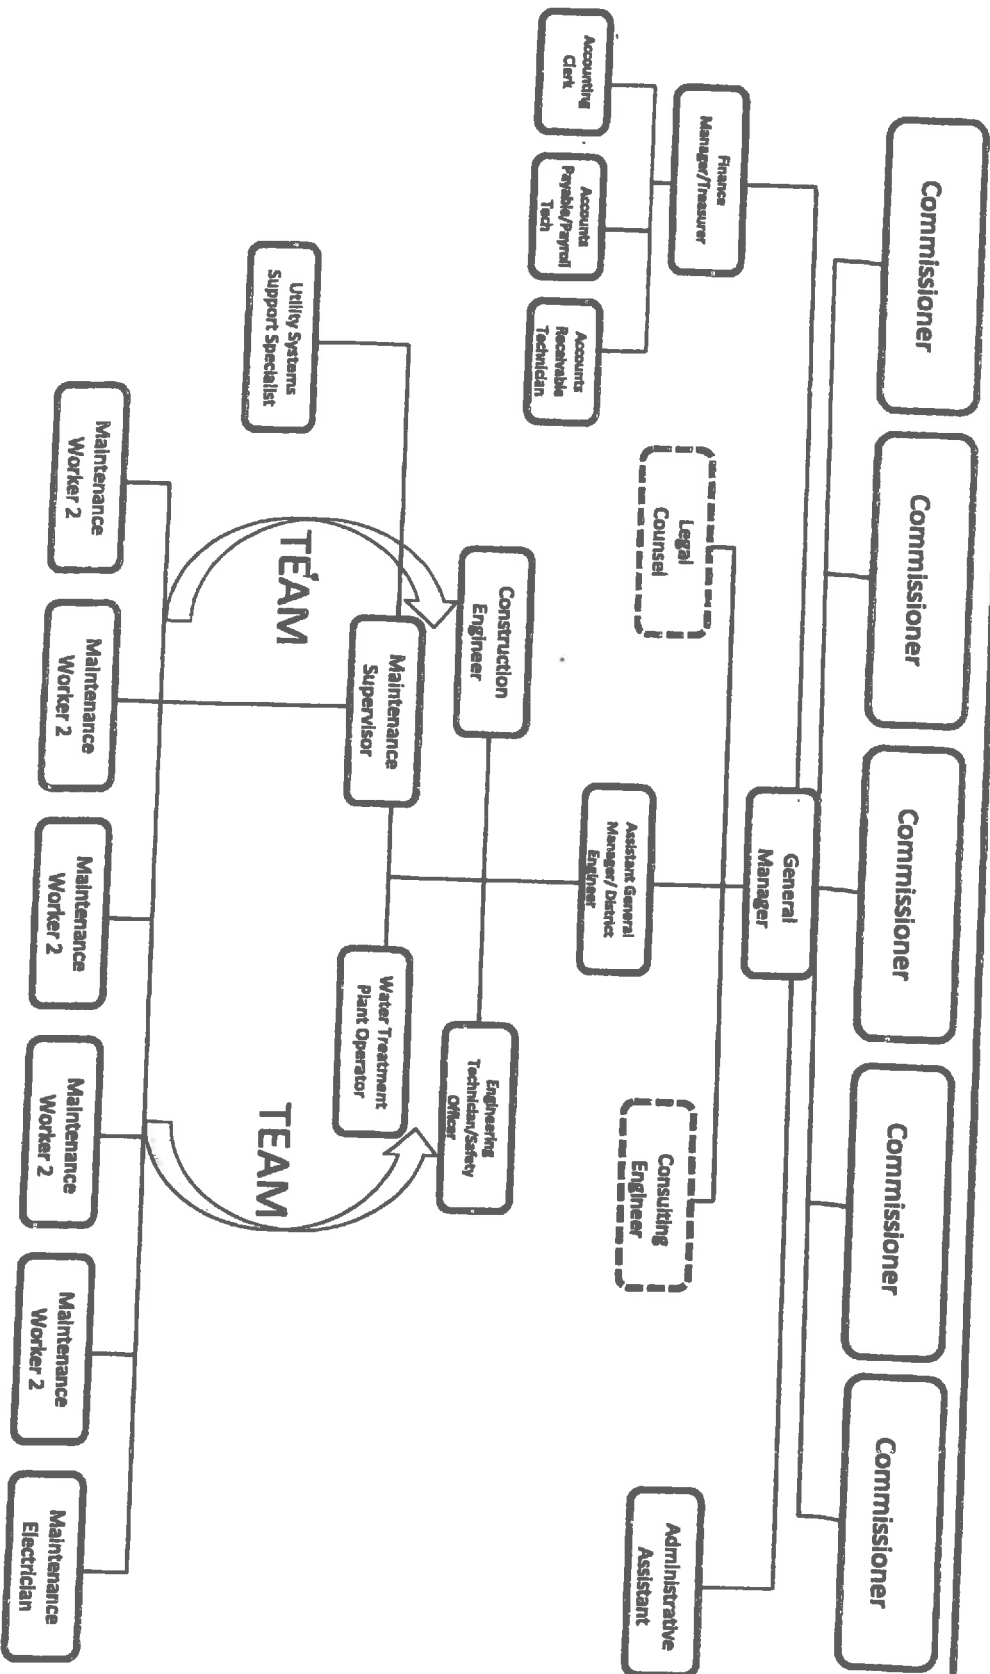 Commissioner
Commissioner
Commissioner
Commissioner
Commissioner
General
Manager
Finance
Manager/Treasurer
Accounting
Clerk
Accounts
Payable/Payroll
Tech
Accounts
Receivable
Technician
Legal
Counsel
Consulting
Engineer
Administrative
Assistant
Assistant General
Manager/ District
Engineer
Construction
Engineer
Engineering
Technician/Safety
Officer
Utility Systems
Support Specialist
Maintenance
Supervisor
Water Treatment
Plant Operator
TEAM
TEAM
Maintenance
Worker 2
Maintenance
Worker 2
Maintenance
Worker 2
Maintenance
Worker 2
Maintenance
Worker 2
Maintenance
Electrician